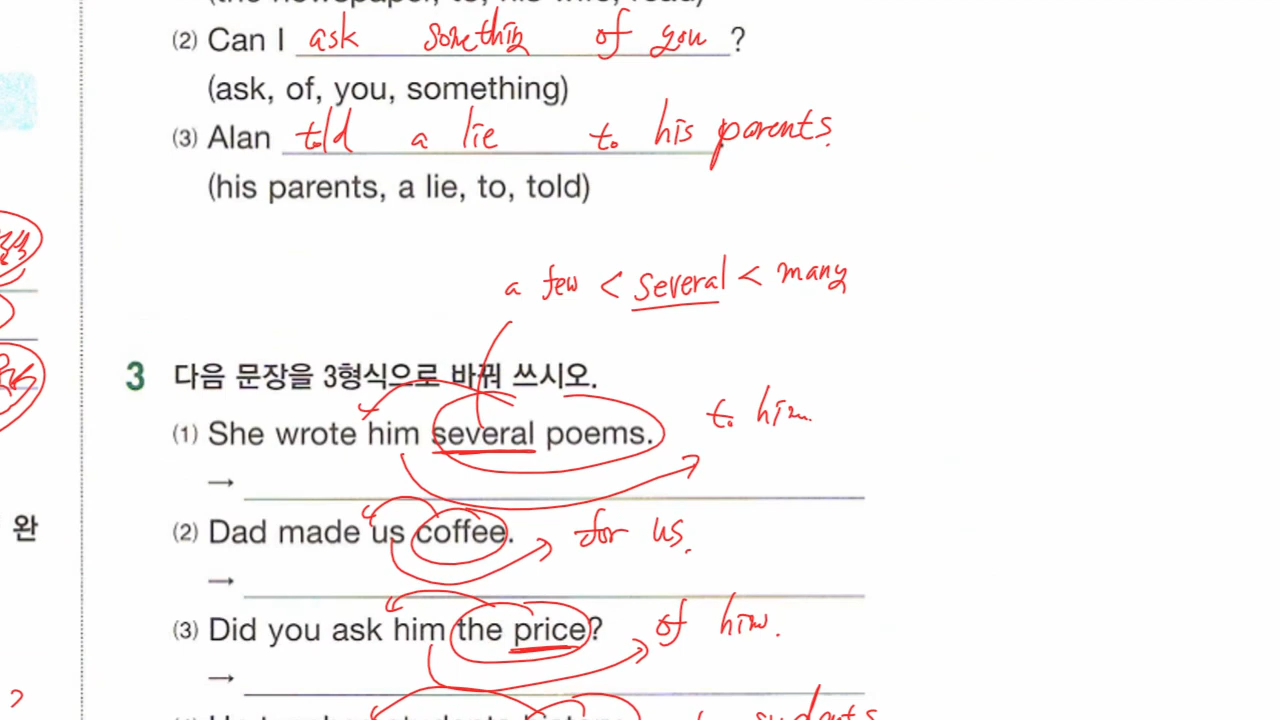 (2) Can I ask something of you ?
(ask, of, you, something)
(3) Alan told a lie to his parents.
(his parents, a lie, to, told)
a few < several < many
3 다음 문장을 3형식으로 바꿔 쓰시오.
(1) She wrote him several poems. to him.
→
(2) Dad made us coffee. for us.
→
완
(3) Did you ask him the price? of him.
→